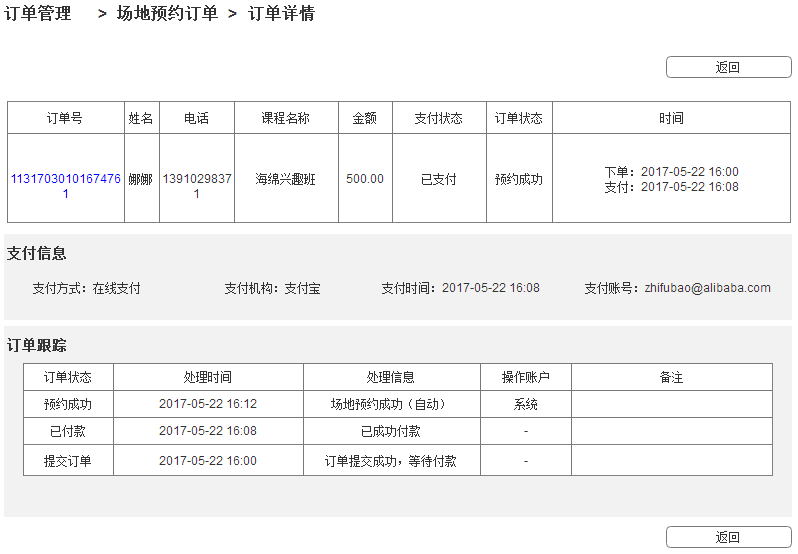 订单管理 > 场地预约订单 > 订单详情
返回
订单号 姓名 电话 课程名称 金额 支付状态 订单状态 时间
1131703010167476
1
娜娜
1391029837
1
海绵兴趣班 500.00 已支付 预约成功
下单：2017-05-22 16:00
支付：2017-05-22 16:08
支付信息
支付方式：在线支付 支付机构：支付宝 支付时间：2017-05-22 16:08 支付账号：zhifubao@alibaba.com
订单跟踪
订单状态 处理时间 处理信息 操作账户 备注
预约成功 2017-05-22 16:12 场地预约成功（自动） 系统
已付款 2017-05-22 16:08 已成功付款 -
提交订单 2017-05-22 16:00 订单提交成功，等待付款 -
返回